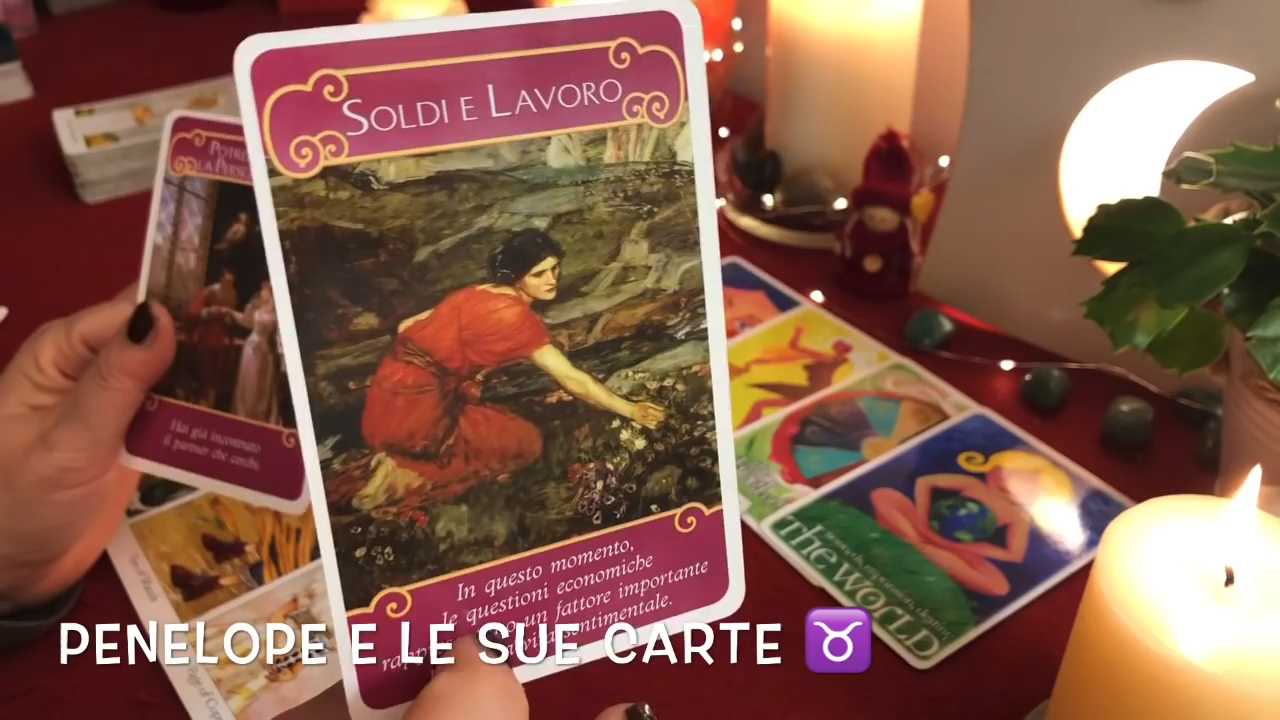 SOLDI E LAVORO
Hai già incontrato
il partner che cerchi.
In questo momento,
le questioni economiche
un fattore importante
sentimentale.
PENELOPE E LE SUE CARTE ♉
The WORLD